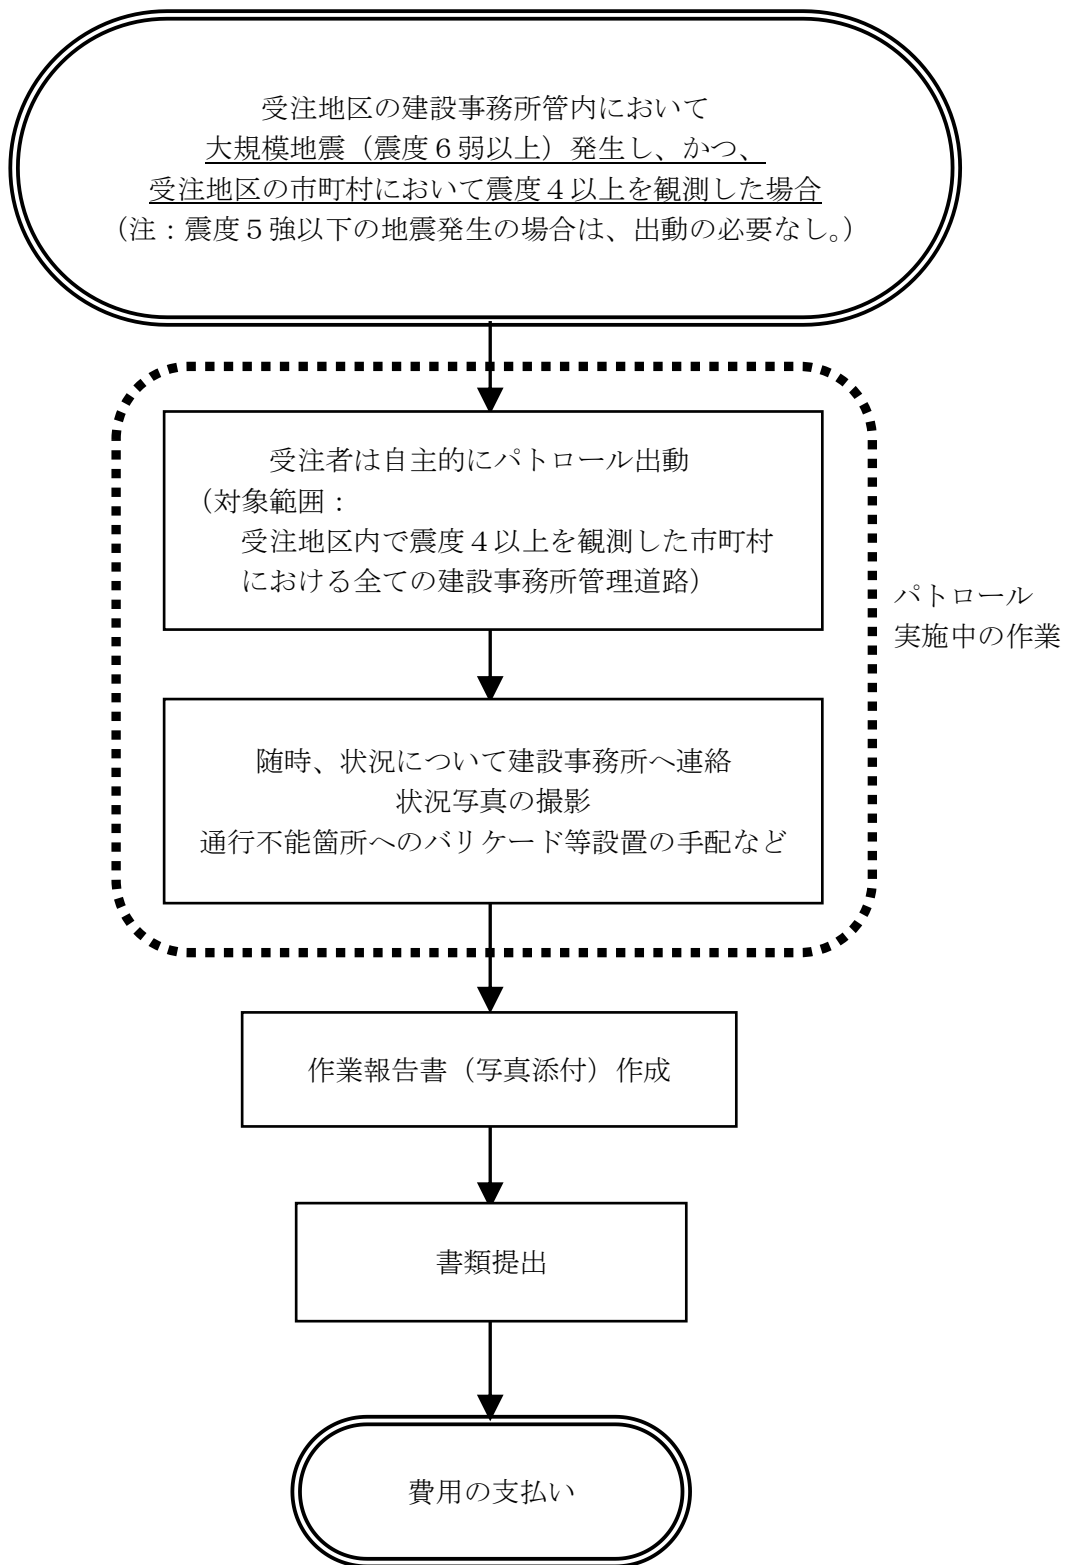 受注地区の建設事務所管内において
大規模地震（震度６弱以上）発生し、かつ、
受注地区の市町村において震度４以上を観測した場合
（注：震度５強以下の地震発生の場合は、出動の必要なし。）
受注者は自主的にパトロール出動
（対象範囲：
受注地区内で震度４以上を観測した市町村
における全ての建設事務所管理道路）
パトロール
実施中の作業
随時、状況について建設事務所へ連絡
状況写真の撮影
通行不能箇所へのバリケード等設置の手配など
作業報告書（写真添付）作成
書類提出
費用の支払い